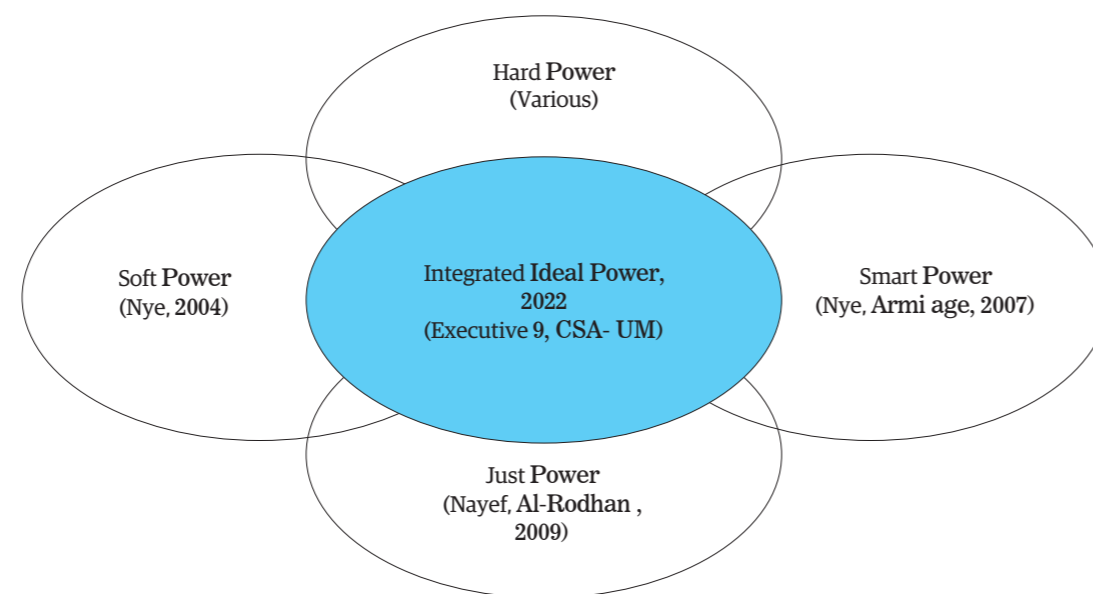 Hard Power
(Various)
Soft Power
(Nye, 2004)
Integrated Ideal Power,
2022
(Executive 9, CSA- UM)
Smart Power
(Nye, Armi age, 2007)
Just Power
(Nayef, Al-Rodhan ,
2009)